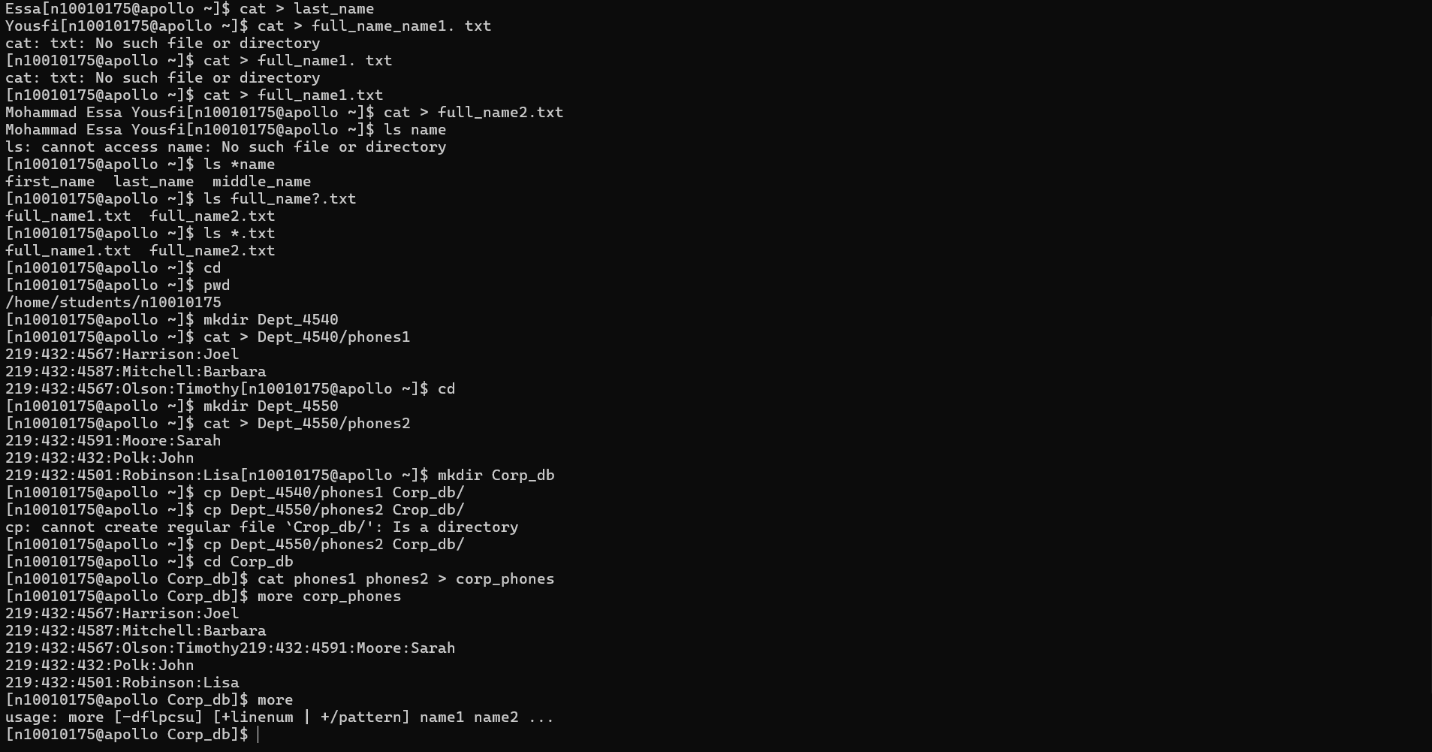 Essa[n10010175@apollo ~]$ cat > last_name
Yousfi[n10010175@apollo ~]$ cat > full_name_name1. txt
cat: txt: No such file or directory
[n10010175@apollo ~]$ cat > full_name1. txt
cat: txt: No such file or directory
[n10010175@apollo ~]$ cat > full_name1.txt
Mohammad Essa Yousfi[n10010175@apollo ~]$ cat > full_name2.txt
Mohammad Essa Yousfi[n10010175@apollo ~]$ ls name
ls: cannot access name: No such file or directory
[n10010175@apollo ~]$ ls *name
first_name  last_name  middle_name
[n10010175@apollo ~]$ ls full_name?.txt
full_name1.txt  full_name2.txt
[n10010175@apollo ~]$ ls *.txt
full_name1.txt  full_name2.txt
[n10010175@apollo ~]$ cd
[n10010175@apollo ~]$ pwd
/home/students/n10010175
[n10010175@apollo ~]$ mkdir Dept_4540
[n10010175@apollo ~]$ cat > Dept_4540/phones1
219:432:4567:Harrison:Joel
219:432:4587:Mitchell:Barbara
219:432:4567:Olson:Timothy[n10010175@apollo ~]$ cd
[n10010175@apollo ~]$ mkdir Dept_4550
[n10010175@apollo ~]$ cat > Dept_4550/phones2
219:432:4591:Moore:Sarah
219:432:432:Polk:John
219:432:4501:Robinson:Lisa[n10010175@apollo ~]$ mkdir Corp_db
[n10010175@apollo ~]$ cp Dept_4540/phones1 Corp_db/
[n10010175@apollo ~]$ cp Dept_4550/phones2 Crop_db/
cp: cannot create regular file `Crop_db/': Is a directory
[n10010175@apollo ~]$ cp Dept_4550/phones2 Corp_db/
[n10010175@apollo ~]$ cd Corp_db
[n10010175@apollo Corp_db]$ cat phones1 phones2 > corp_phones
[n10010175@apollo Corp_db]$ more corp_phones
219:432:4567:Harrison:Joel
219:432:4587:Mitchell:Barbara
219:432:4567:Olson:Timothy219:432:4591:Moore:Sarah
219:432:432:Polk:John
219:432:4501:Robinson:Lisa
[n10010175@apollo Corp_db]$ more
usage: more [-dflpcsu] [+linenum | +/pattern] name1 name2 ...
[n10010175@apollo Corp_db]$